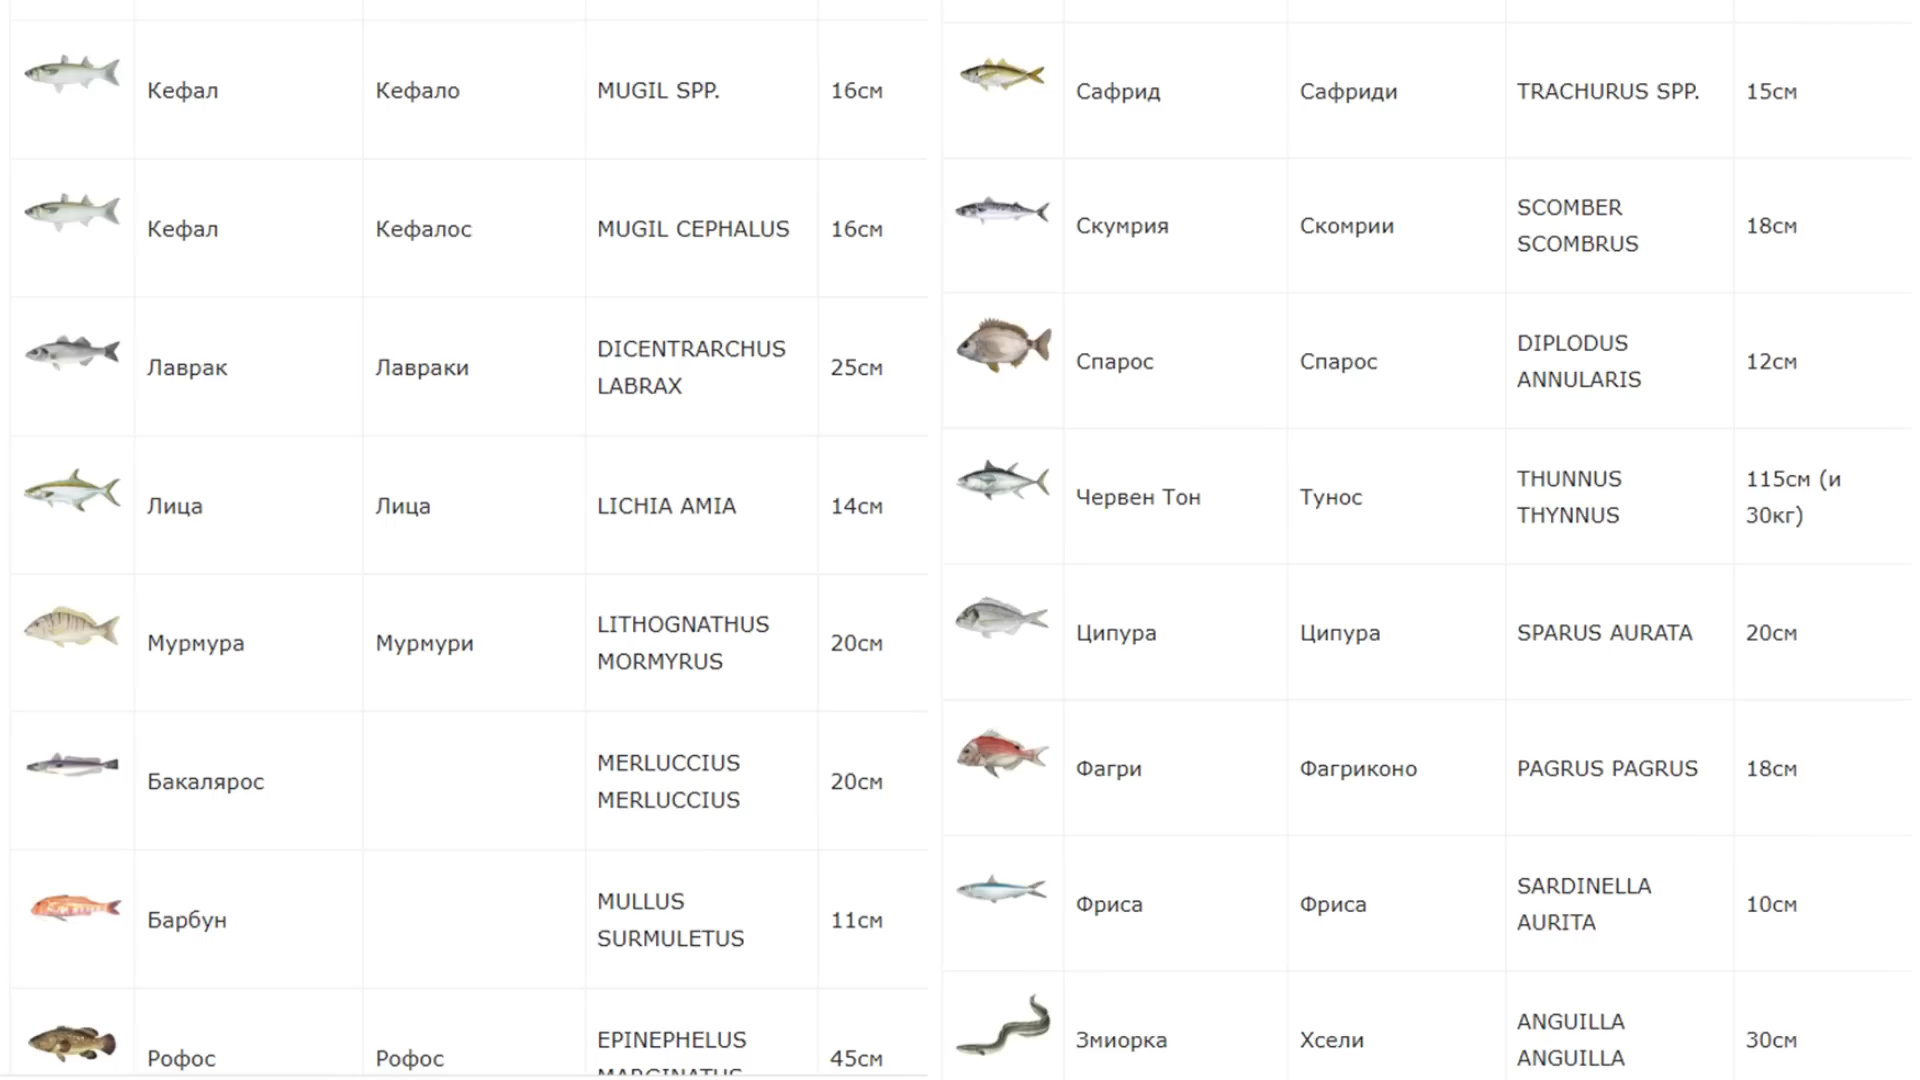 Кефал Кефало MUGIL SPP. 16см
Кефал Кефалос MUGIL CEPHALUS 16см
Лаврак Лавраки DICENTRARCHUS LABRAX 25см
Лица Лица LICHIA AMIA 14см
Мурмура Мурмури LITHOGNATHUS MORMYRUS 20см
Бакалярос MERLUCCIUS MERLUCCIUS 20см
Барбун MULLUS SURMULETUS 11см
Рофос Рофос EPINEPHELUS MARGINATUS 45см
Сафрид Сафриди TRACHURUS SPP. 15см
Скумрия Скомрии SCOMBER SCOMBRUS 18см
Спарос Спарос DIPLODUS ANNULARIS 12см
Червен Тон Тунос THUNNUS THYNNUS 115см (и 30кг)
Ципура Ципура SPARUS AURATA 20см
Фагри Фагриконо PAGRUS PAGRUS 18см
Фриса Фриса SARDINELLA AURITA 10см
Змиорка Хсели ANGUILLA ANGUILLA 30см